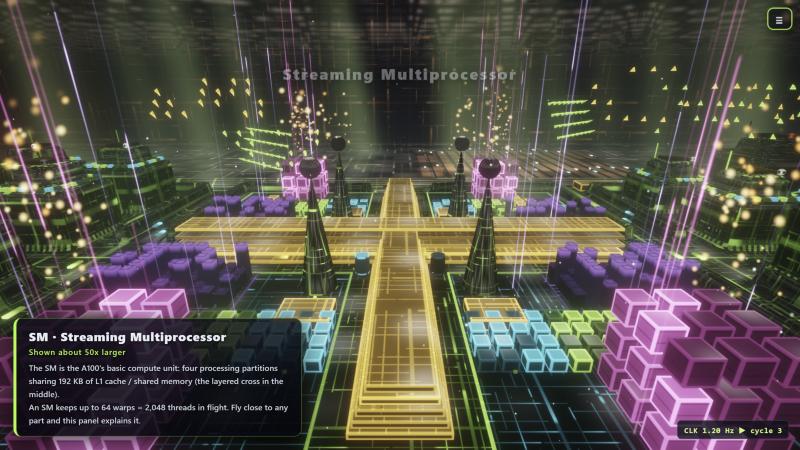 Streaming Multiprocessor
SM · Streaming Multiprocessor
Shown about 50x larger
The SM is the A100's basic compute unit: four processing partitions
sharing 192 KB of L1 cache / shared memory (the layered cross in the
middle).
An SM keeps up to 64 warps = 2,048 threads in flight. Fly close to any
part and this panel explains it.
CLK 1.20 Hz ▶ cycle 3